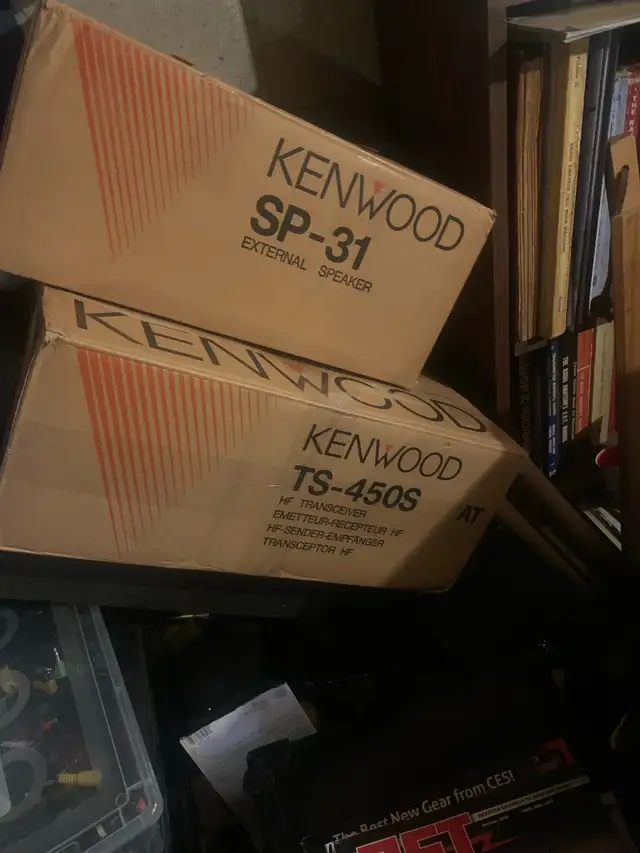 KENWOOD
SP-31
EXTERNAL SPEAKER
KENWOOD
KENWOOD
TS-450S
AT
HF TRANSCEIVER
EMETTEUR-RECEPTEUR HF
HF-SENDER-EMPFÄNGER
TRANSCEPTOR HF
The Best New Gear from CES!